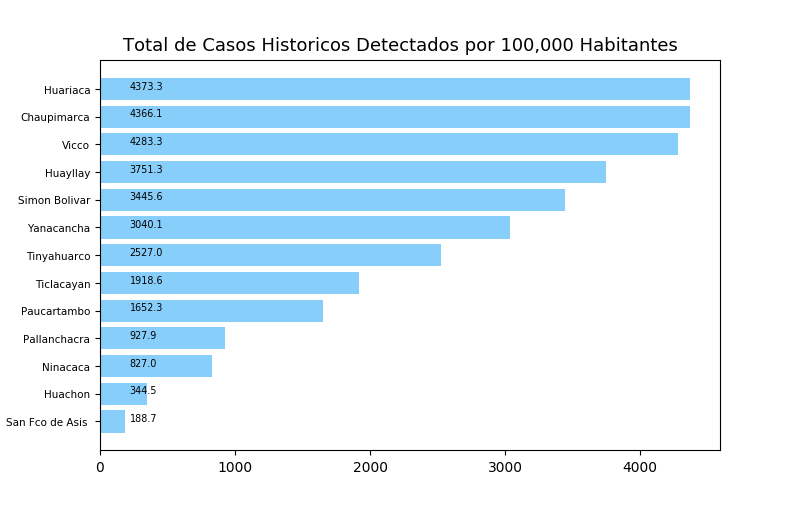 Total de Casos Historicos Detectados por 100,000 Habitantes
Huariaca 4373.3
Chaupimarca 4366.1
Vicco 4283.3
Huayllay 3751.3
Simon Bolivar 3445.6
Yanacancha 3040.1
Tinyahuarco 2527.0
Ticlacayan 1918.6
Paucartambo 1652.3
Pallanchacra 927.9
Ninacaca 827.0
Huachon 344.5
San Fco de Asis 188.7
0 1000 2000 3000 4000